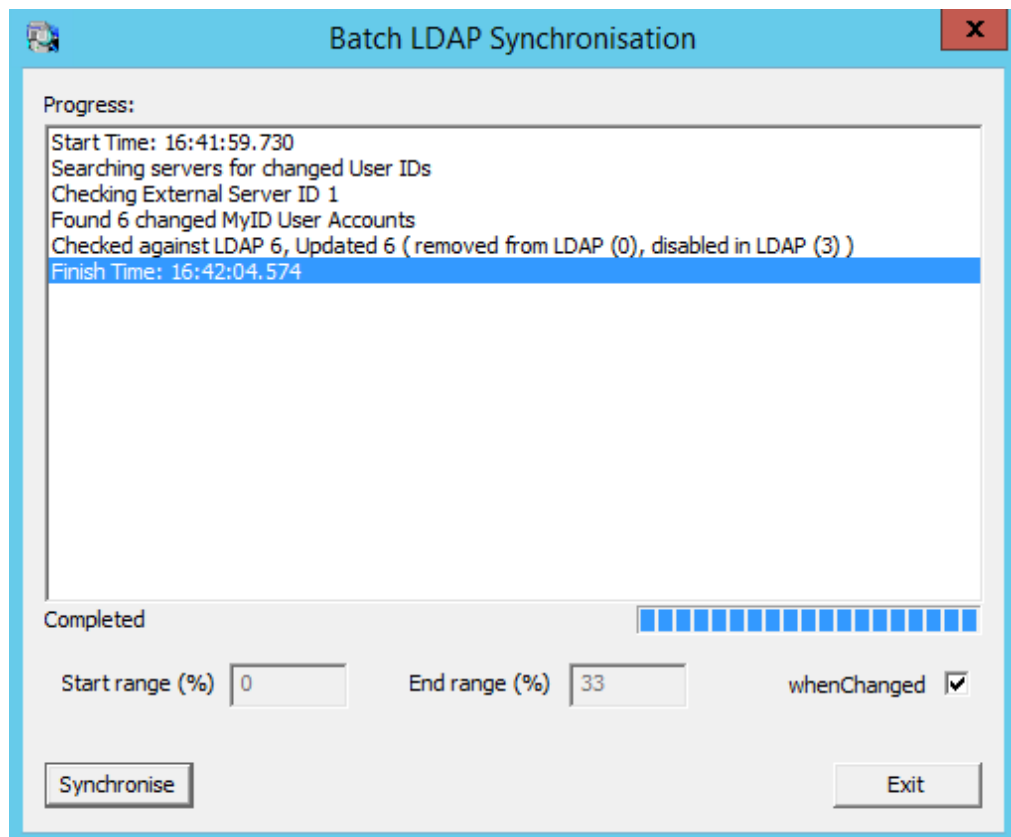 Batch LDAP Synchronisation
x
Progress:
Start Time: 16:41:59.730
Searching servers for changed User IDs
Checking External Server ID 1
Found 6 changed MyID User Accounts
Checked against LDAP 6, Updated 6 ( removed from LDAP (0), disabled in LDAP (3) )
Finish Time: 16:42:04.574
Completed
Start range (%) 0 End range (%) 33 whenChanged
Synchronise Exit